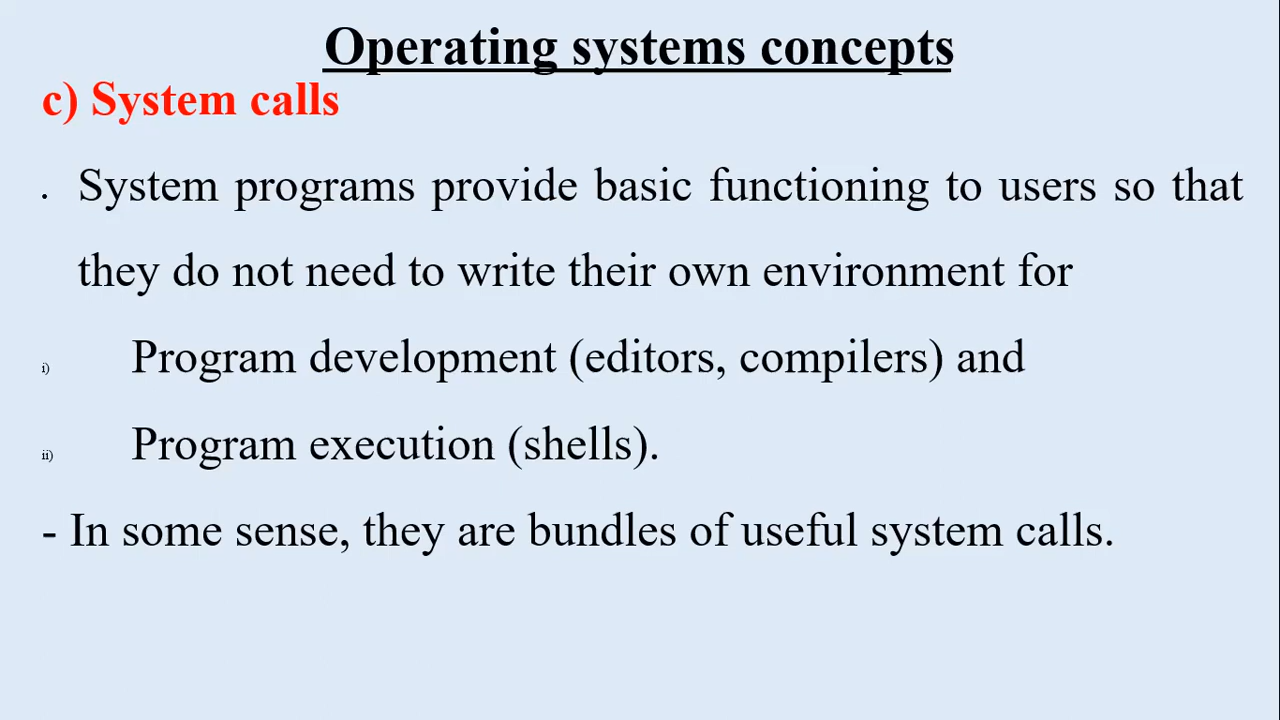 Operating systems concepts
c) System calls
. System programs provide basic functioning to users so that
they do not need to write their own environment for
i) Program development (editors, compilers) and
ii) Program execution (shells).
- In some sense, they are bundles of useful system calls.